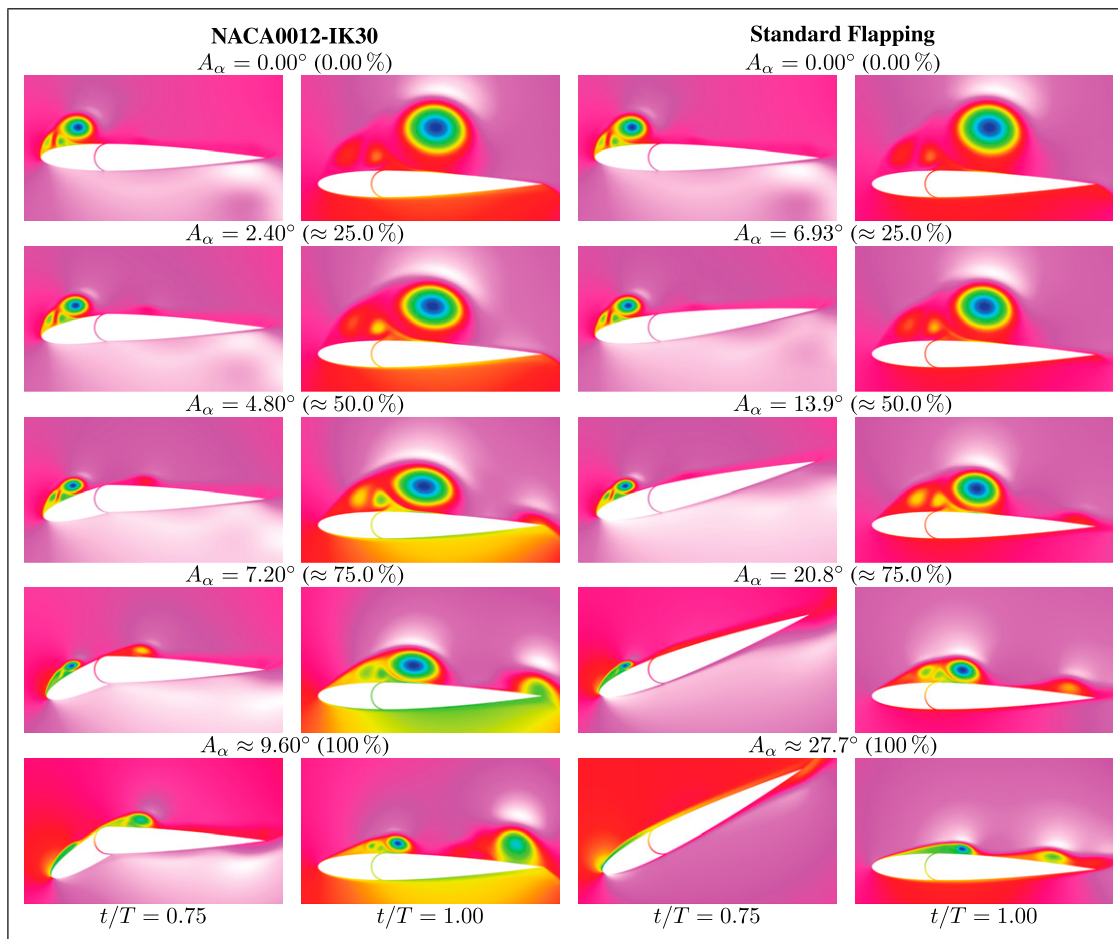 NACA0012-IK30 Standard Flapping
A_α = 0.00° (0.00 %) A_α = 0.00° (0.00 %)
A_α = 2.40° (≈ 25.0 %) A_α = 6.93° (≈ 25.0 %)
A_α = 4.80° (≈ 50.0 %) A_α = 13.9° (≈ 50.0 %)
A_α = 7.20° (≈ 75.0 %) A_α = 20.8° (≈ 75.0 %)
A_α ≈ 9.60° (100 %) A_α ≈ 27.7° (100 %)
t/T = 0.75 t/T = 1.00 t/T = 0.75 t/T = 1.00